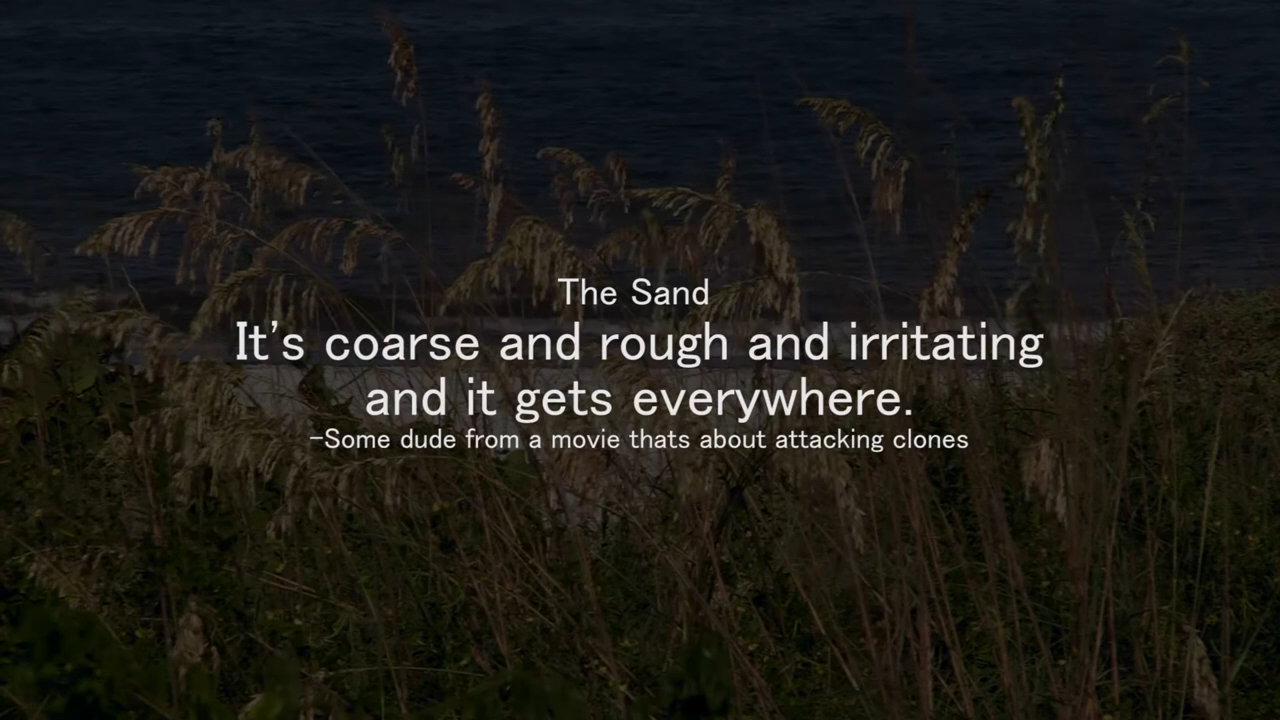 The Sand
It’s coarse and rough and irritating
and it gets everywhere.
-Some dude from a movie thats about attacking clones